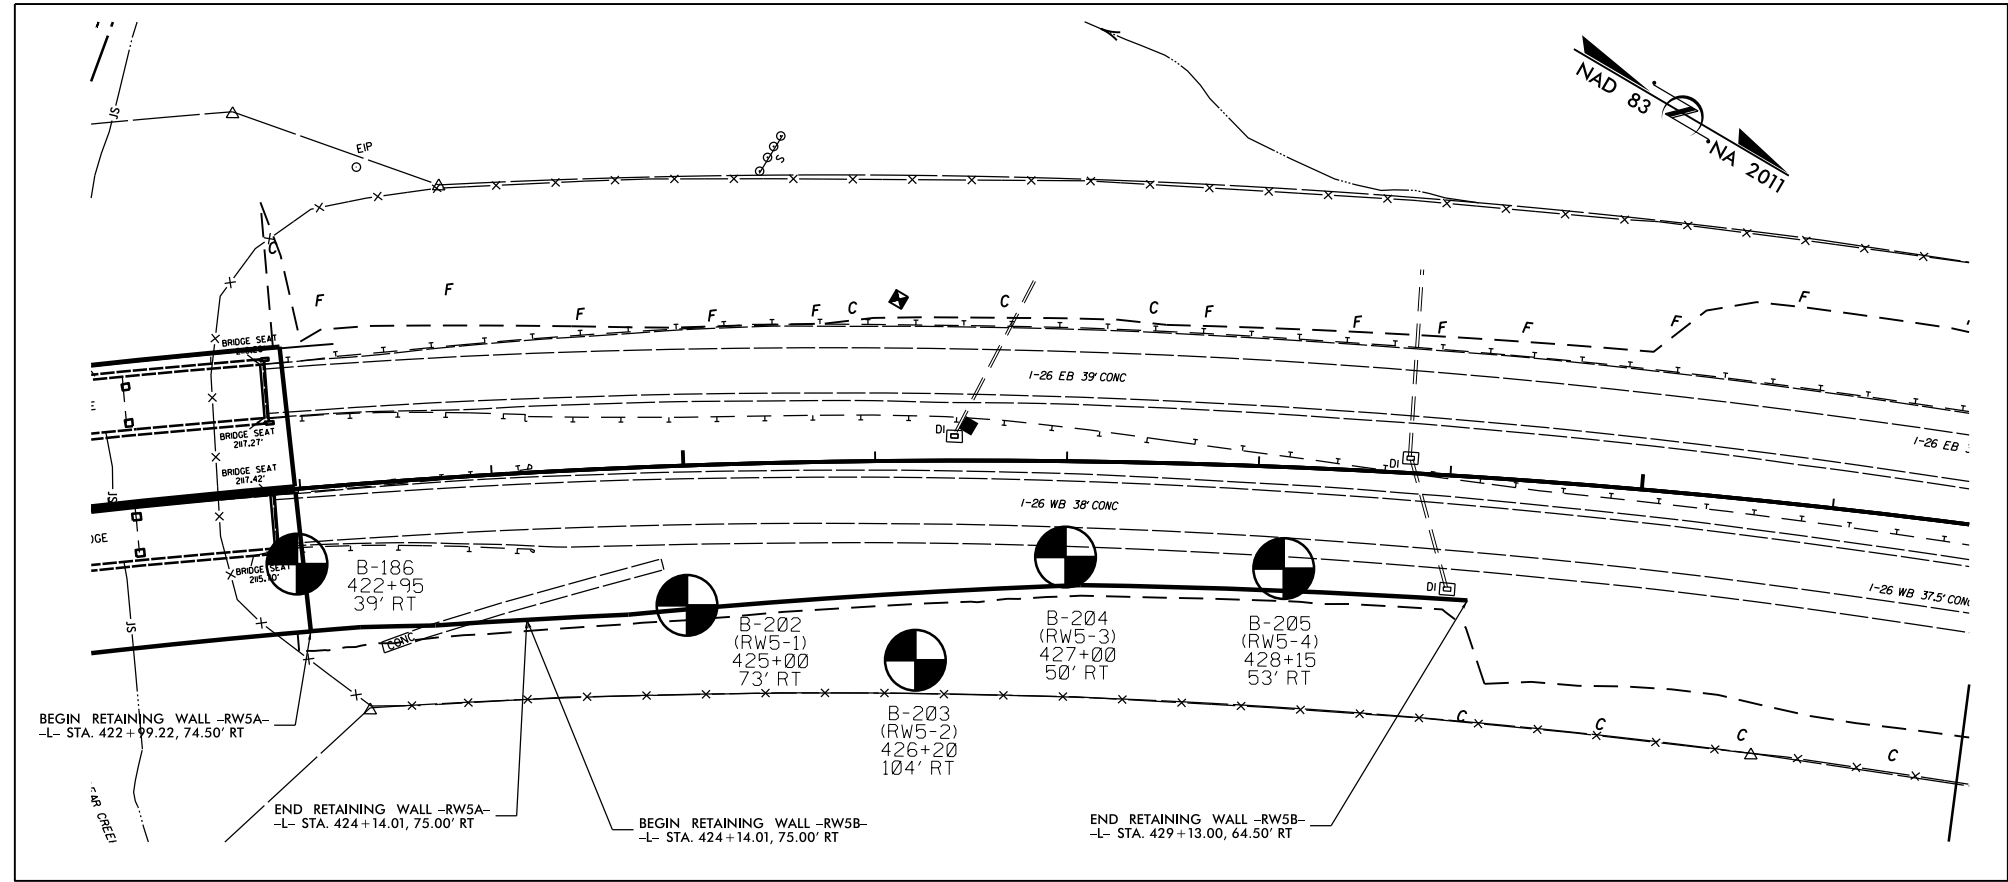 NAD 83
NA 2011
EIP
S
JS
C
F
F
F
F
F
C
C
C
F
F
F
F
F
F
BRIDGE SEAT
I-26 EB 39' CONC
BRIDGE SEAT
2117.27'
DI
DI
I-26 EB
BRIDGE SEAT
2117.42'
JS
I-26 WB 38' CONC
BRIDGE SEAT
B-186
422+95
39' RT
CONC
DI
I-26 WB 37.5' CONC
JS
B-202
(RW5-1)
425+00
73' RT
B-204
(RW5-3)
427+00
50' RT
B-205
(RW5-4)
428+15
53' RT
B-203
(RW5-2)
426+20
104' RT
C
C
C
C
BEGIN RETAINING WALL -RW5A-
-L- STA. 422+99.22, 74.50' RT
END RETAINING WALL -RW5A-
-L- STA. 424+14.01, 75.00' RT
BEGIN RETAINING WALL -RW5B-
-L- STA. 424+14.01, 75.00' RT
END RETAINING WALL -RW5B-
-L- STA. 429+13.00, 64.50' RT